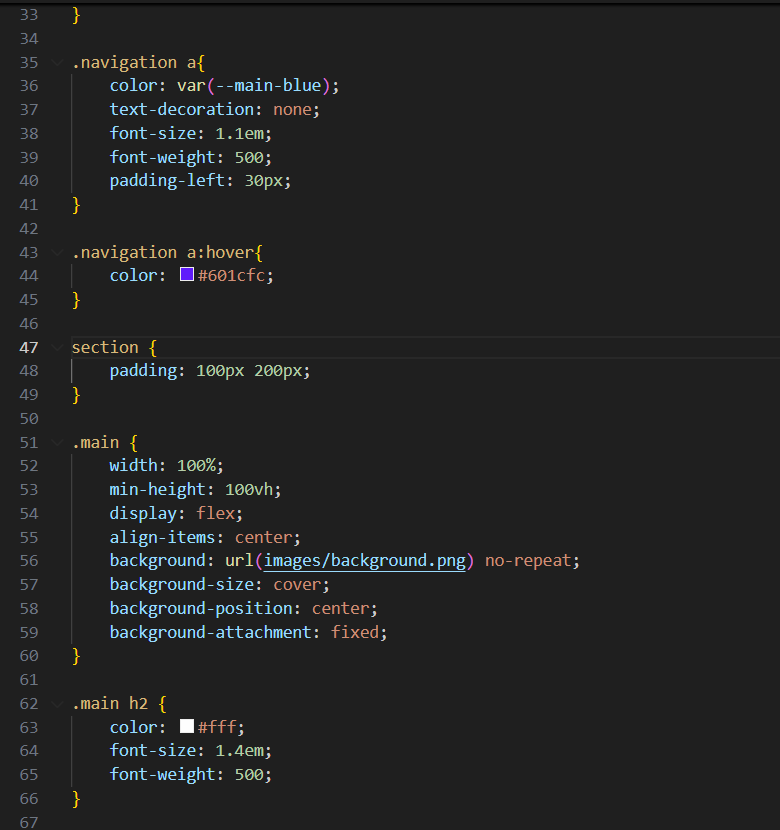 33 }
34
35 .navigation a{
36     color: var(--main-blue);
37     text-decoration: none;
38     font-size: 1.1em;
39     font-weight: 500;
40     padding-left: 30px;
41 }
42
43 .navigation a:hover{
44     color: #601cfc;
45 }
46
47 section {
48     padding: 100px 200px;
49 }
50
51 .main {
52     width: 100%;
53     min-height: 100vh;
54     display: flex;
55     align-items: center;
56     background: url(images/background.png) no-repeat;
57     background-size: cover;
58     background-position: center;
59     background-attachment: fixed;
60 }
61
62 .main h2 {
63     color: #fff;
64     font-size: 1.4em;
65     font-weight: 500;
66 }
67